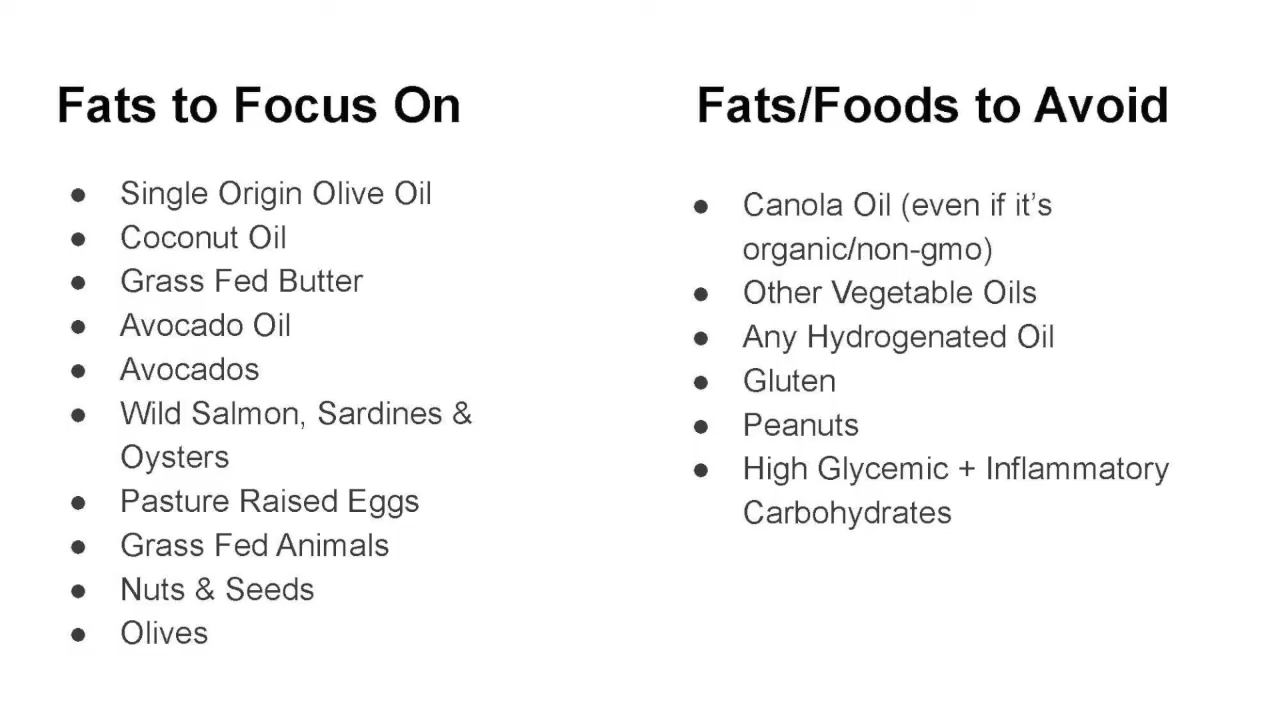 Fats to Focus On
● Single Origin Olive Oil
● Coconut Oil
● Grass Fed Butter
● Avocado Oil
● Avocados
● Wild Salmon, Sardines &
Oysters
● Pasture Raised Eggs
● Grass Fed Animals
● Nuts & Seeds
● Olives
Fats/Foods to Avoid
● Canola Oil (even if it’s
organic/non-gmo)
● Other Vegetable Oils
● Any Hydrogenated Oil
● Gluten
● Peanuts
● High Glycemic + Inflammatory
Carbohydrates